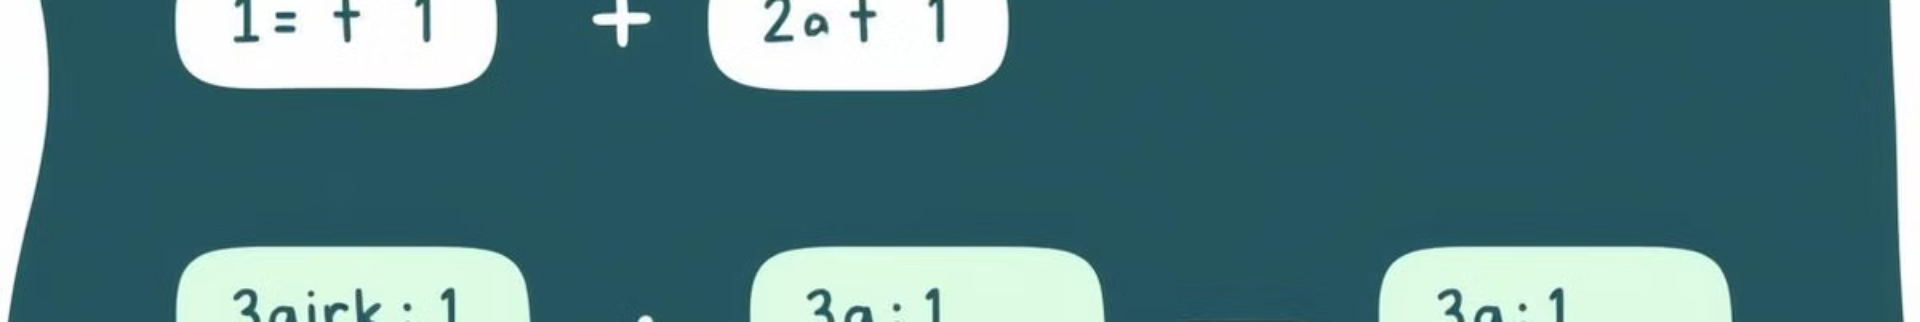 1= + 1 + 2a+ 1
3airk: 1 3a:1 3a:1